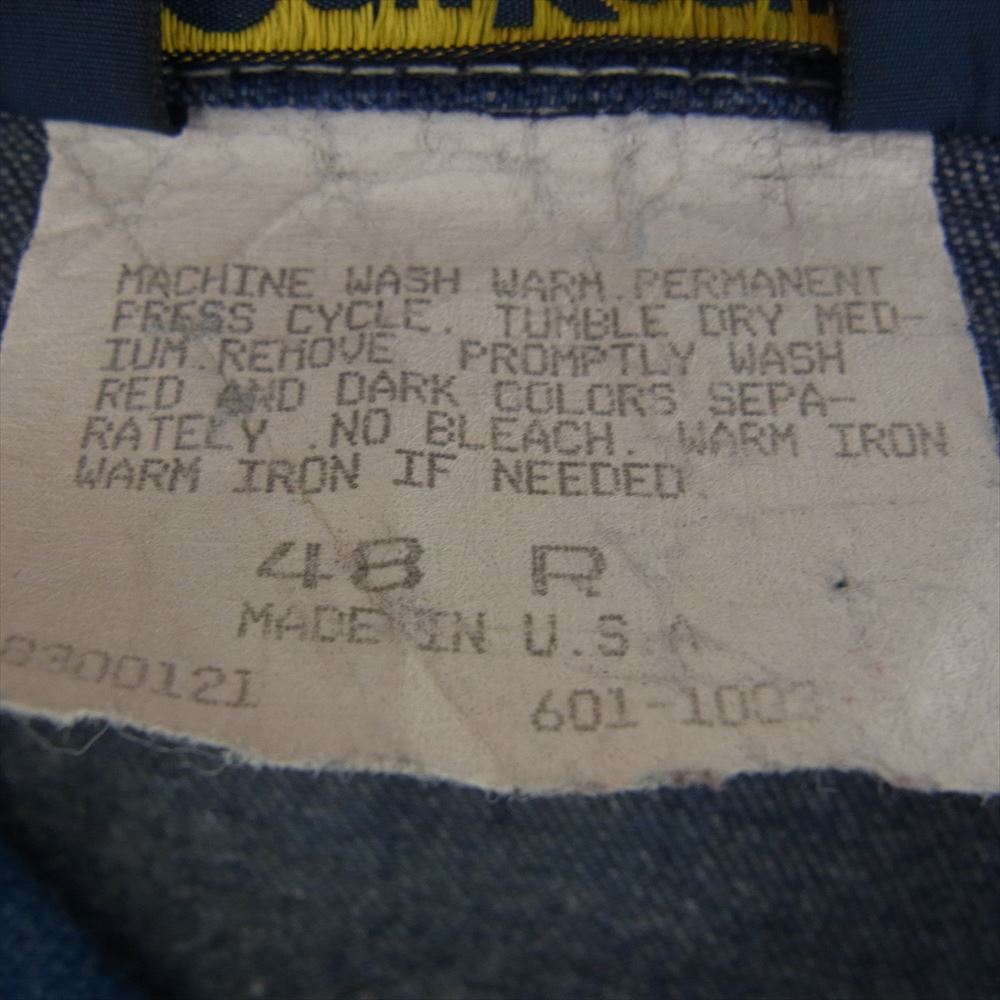 MACHINE WASH WARM.PERMANENT
PRESS CYCLE. TUMBLE DRY MED-
IUM.REMOVE PROMPTLY WASH
RED AND DARK COLORS SEPA-
RATELY .NO BLEACH. WARM IRON
WARM IRON IF NEEDED.
48 R
MADE IN U.S.A
8300121